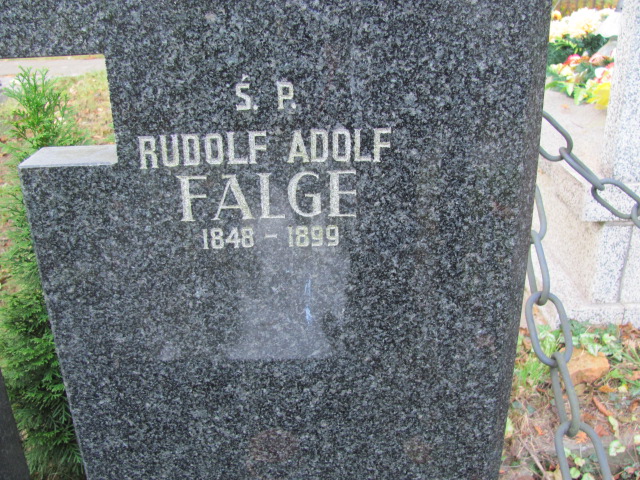 Ś. P.
RUDOLF ADOLF
FALGE
1848 - 1899